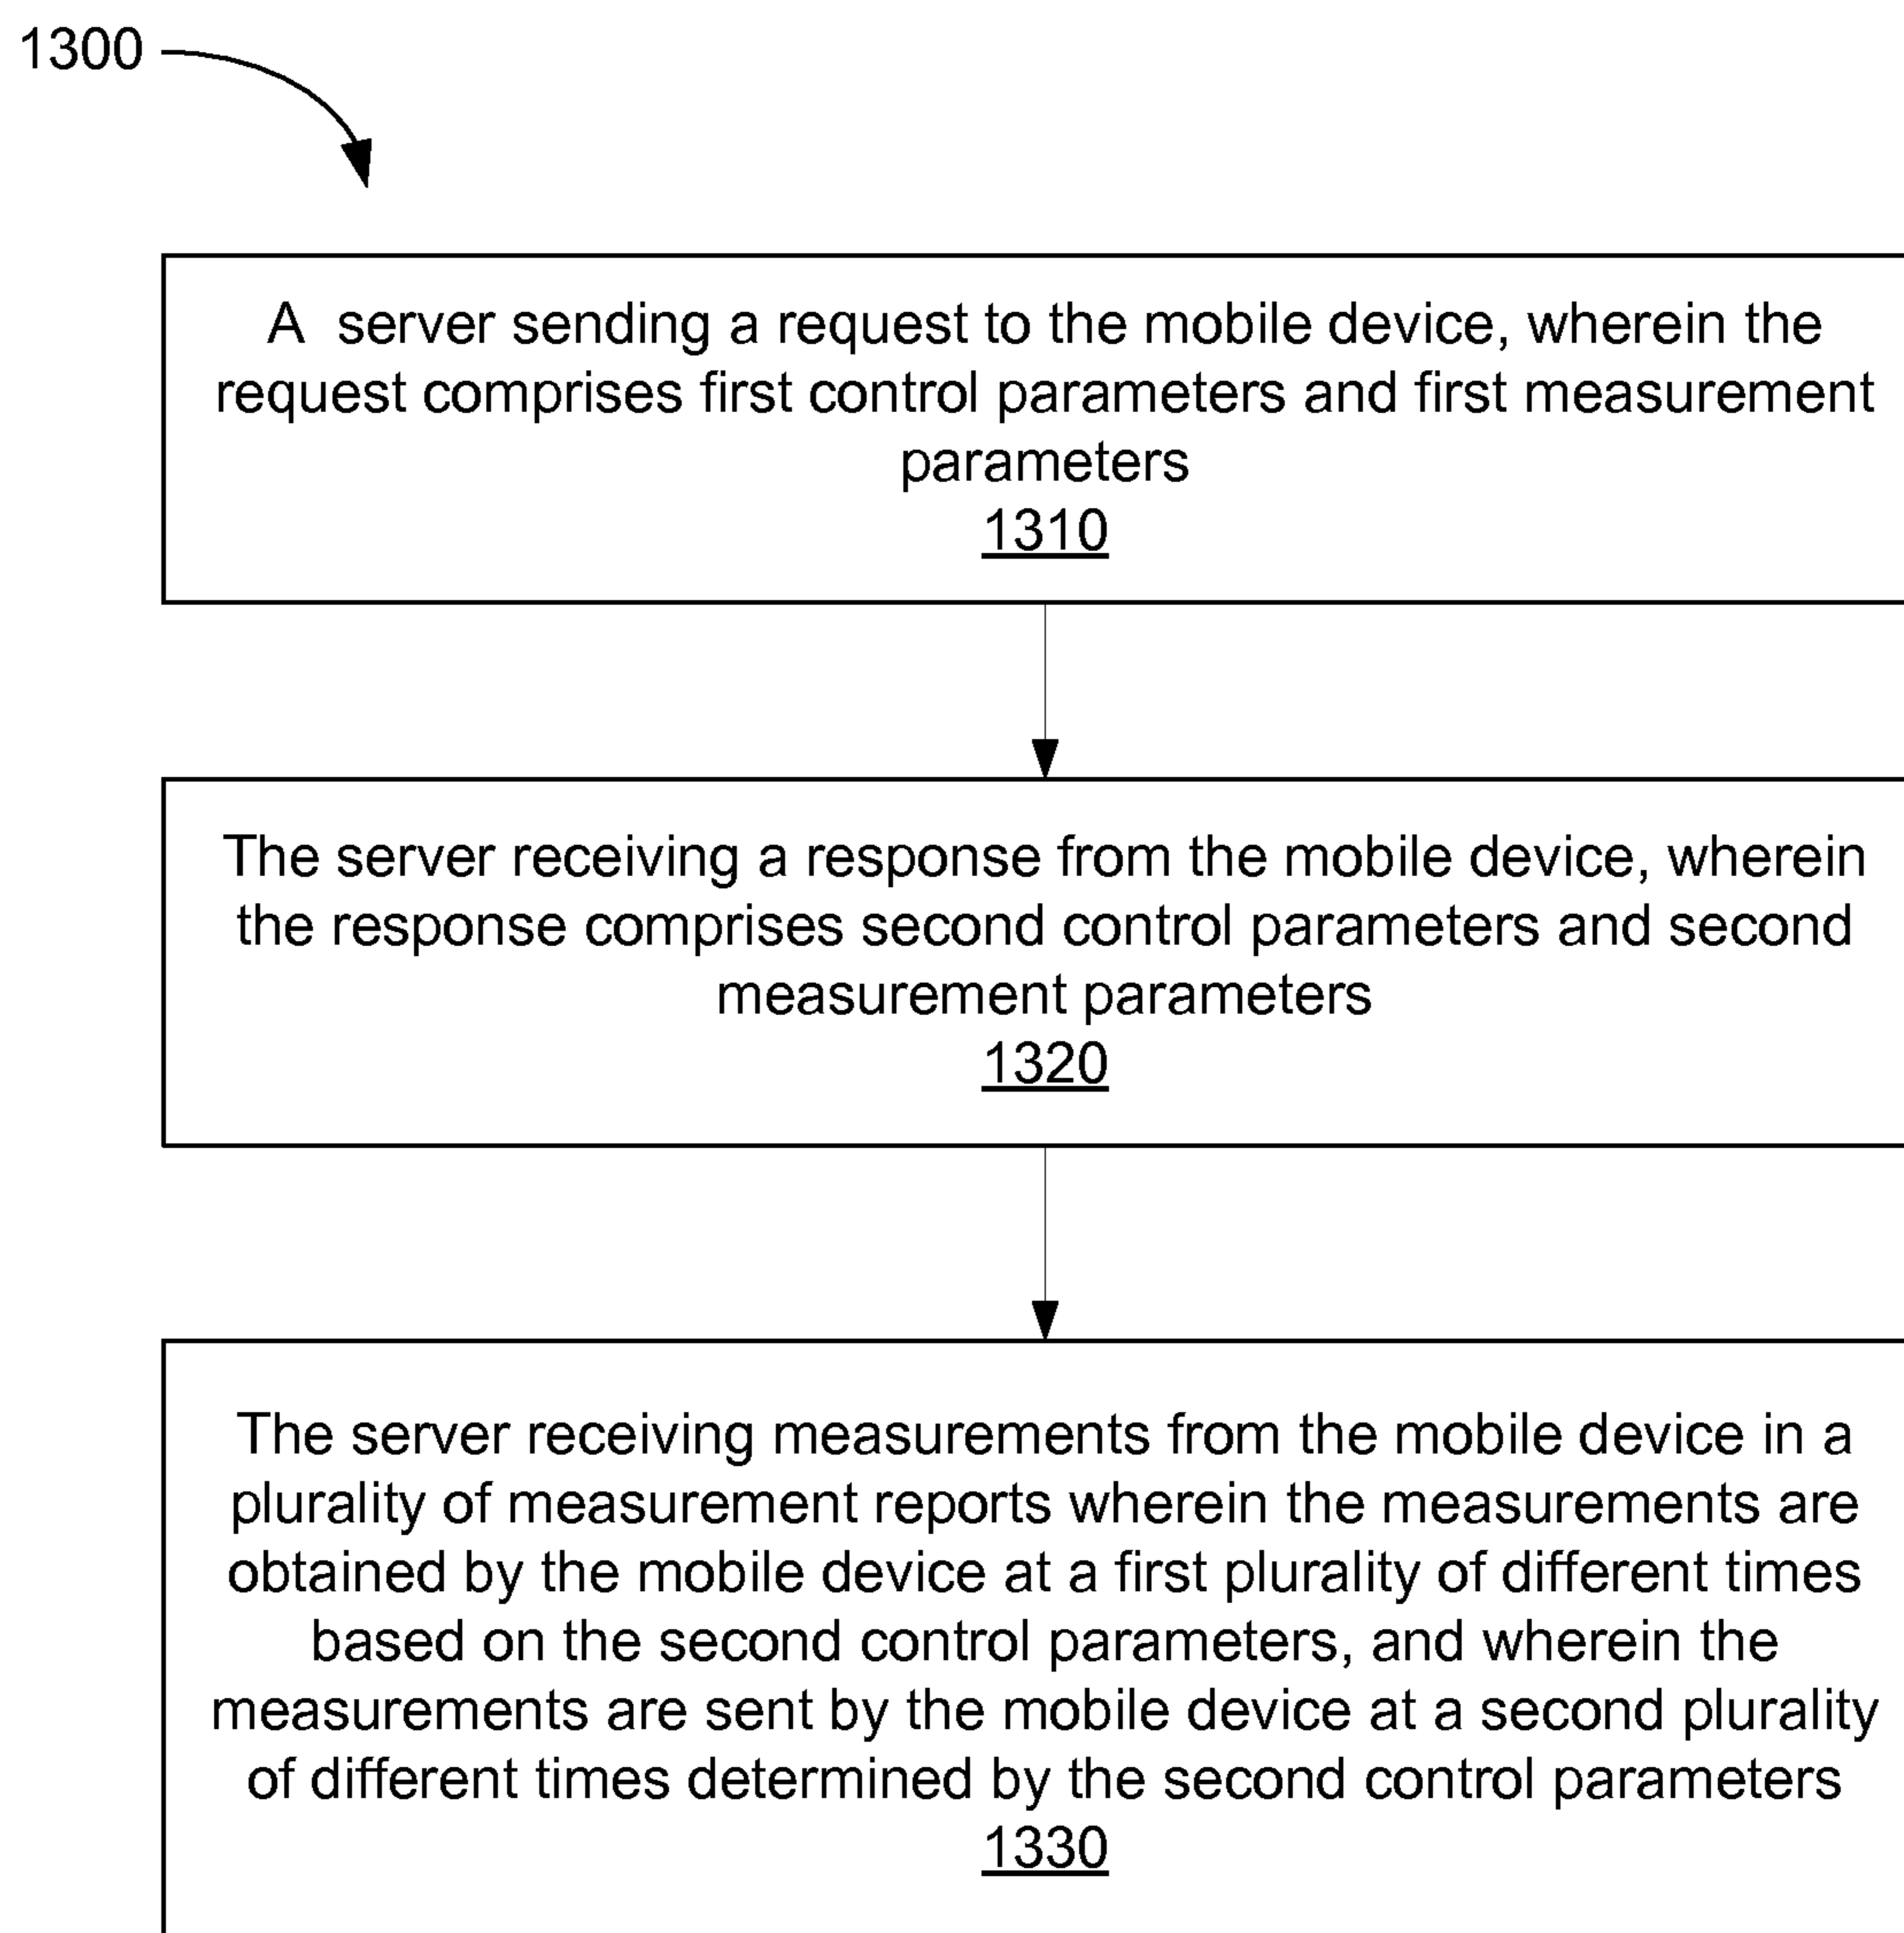 1300
A server sending a request to the mobile device, wherein the
request comprises first control parameters and first measurement
parameters
1310
The server receiving a response from the mobile device, wherein
the response comprises second control parameters and second
measurement parameters
1320
The server receiving measurements from the mobile device in a
plurality of measurement reports wherein the measurements are
obtained by the mobile device at a first plurality of different times
based on the second control parameters, and wherein the
measurements are sent by the mobile device at a second plurality
of different times determined by the second control parameters
1330